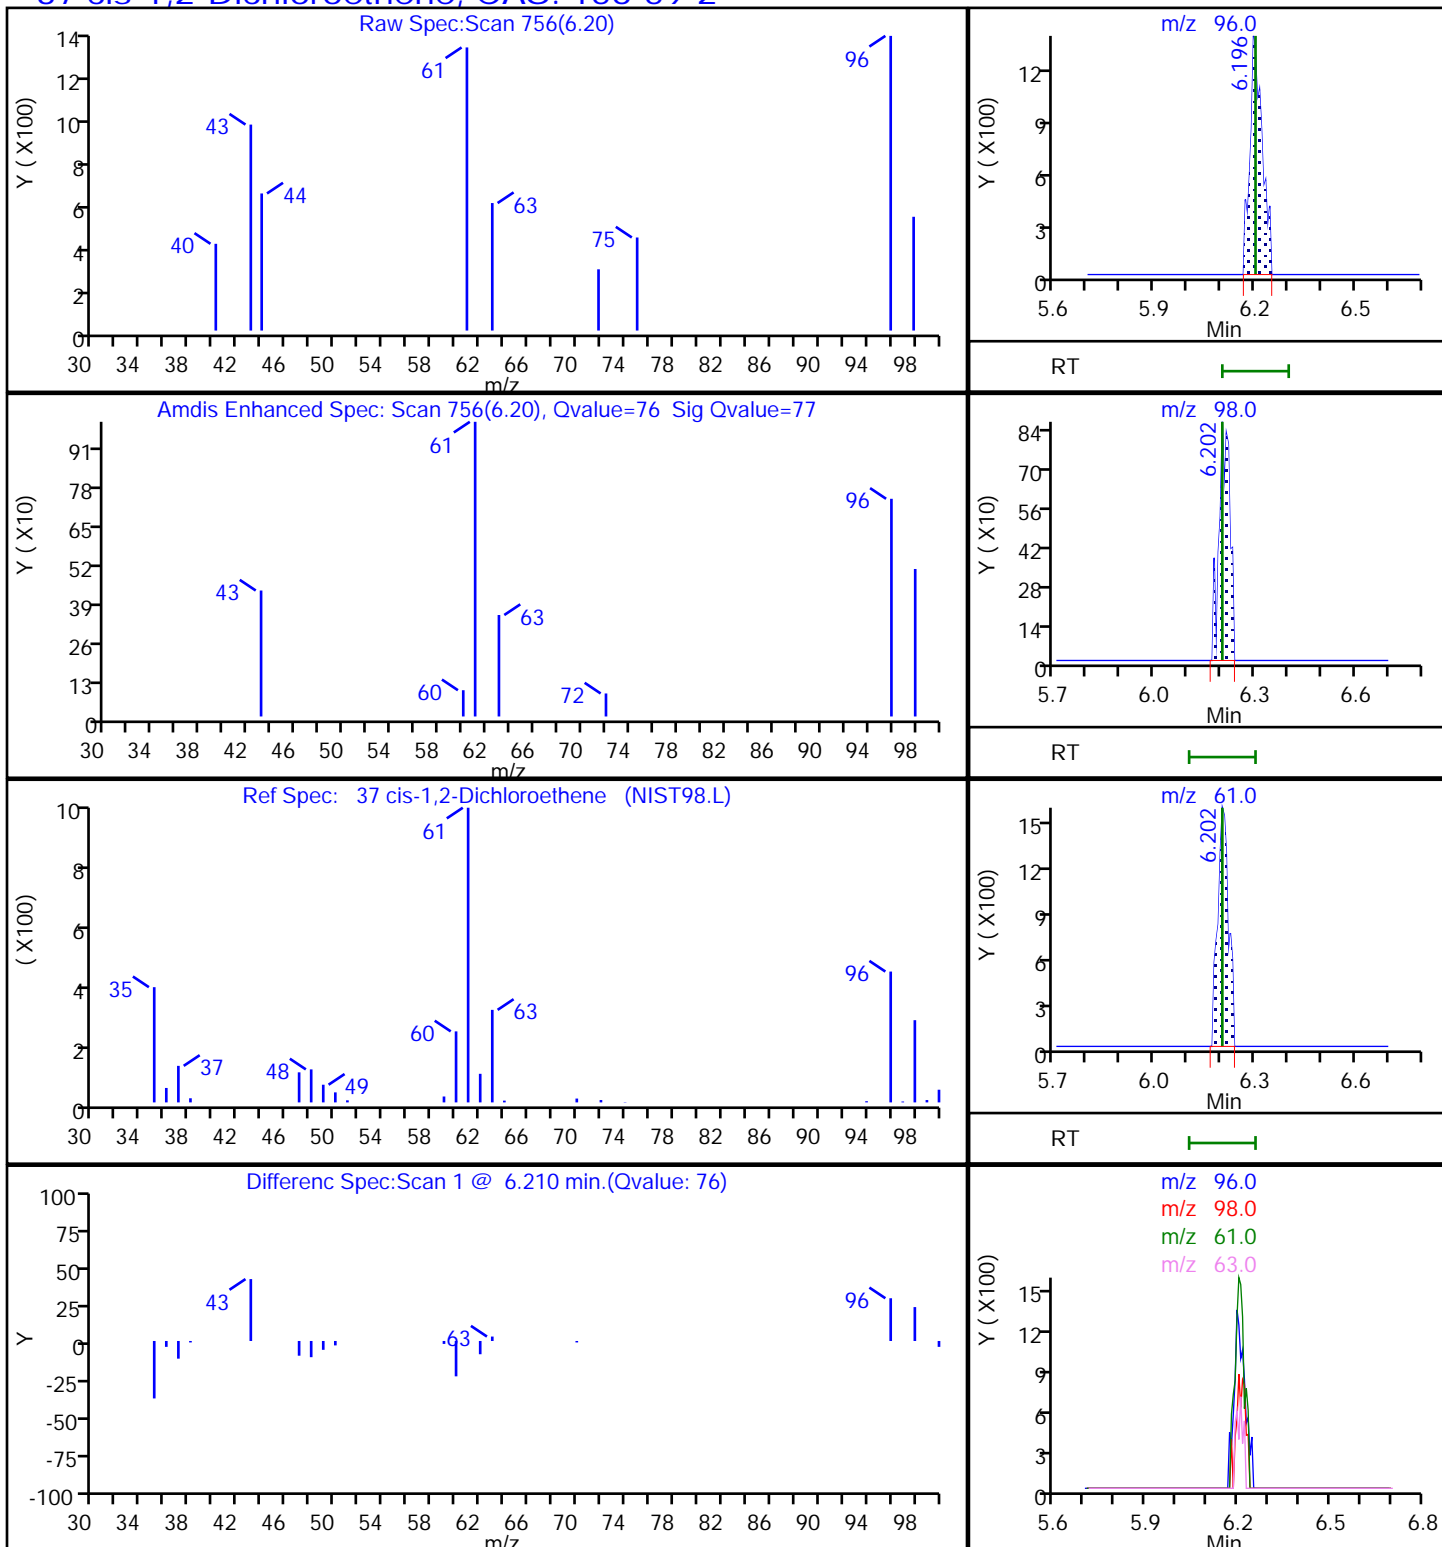 Raw Spec:Scan 756(6.20)
14
12
10
8
6
4
2
0
Y ( X100)
40
43
44
61
63
75
96
30 34 38 42 46 50 54 58 62 66 70 74 78 82 86 90 94 98
m/z
m/z 96.0
12
9
6
3
0
Y ( X100)
6.196
5.6 5.9 6.2 6.5
Min
RT
Amdis Enhanced Spec: Scan 756(6.20), Qvalue=76 Sig Qvalue=77
91
78
65
52
39
26
13
0
Y ( X10)
43
60
61
63
72
96
30 34 38 42 46 50 54 58 62 66 70 74 78 82 86 90 94 98
m/z
m/z 98.0
84
70
56
42
28
14
0
Y ( X10)
6.202
5.7 6.0 6.3 6.6
Min
RT
Ref Spec: 37 cis-1,2-Dichloroethene (NIST98.L)
10
8
6
4
2
0
( X100)
35
37
48
49
60
61
63
96
30 34 38 42 46 50 54 58 62 66 70 74 78 82 86 90 94 98
m/z 61.0
15
12
9
6
3
0
Y ( X100)
6.202
5.7 6.0 6.3 6.6
Min
RT
Differenc Spec:Scan 1 @ 6.210 min.(Qvalue: 76)
100
75
50
25
0
-25
-50
-75
-100
Y
43
63
96
30 34 38 42 46 50 54 58 62 66 70 74 78 82 86 90 94 98
m/z
m/z 96.0
m/z 98.0
m/z 61.0
m/z 63.0
15
12
9
6
3
0
Y ( X100)
5.6 5.9 6.2 6.5 6.8
Min